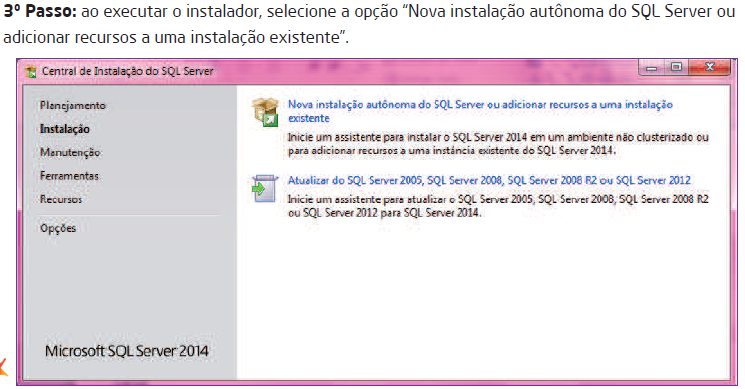 3º Passo: ao executar o instalador, selecione a opção “Nova instalação autônoma do SQL Server ou
adicionar recursos a uma instalação existente”.
Central de Instalação do SQL Server
Planejamento
Instalação
Manutenção
Ferramentas
Recursos
Opções
Microsoft SQL Server 2014
Nova instalação autônoma do SQL Server ou adicionar recursos a uma instalação
existente
Inicie um assistente para instalar o SQL Server 2014 em um ambiente não clusterizado ou
para adicionar recursos a uma instância existente do SQL Server 2014.
Atualizar do SQL Server 2005, SQL Server 2008, SQL Server 2008 R2 ou SQL Server 2012
Inicie um assistente para atualizar o SQL Server 2005, SQL Server 2008, SQL Server 2008 R2
ou SQL Server 2012 para SQL Server 2014.